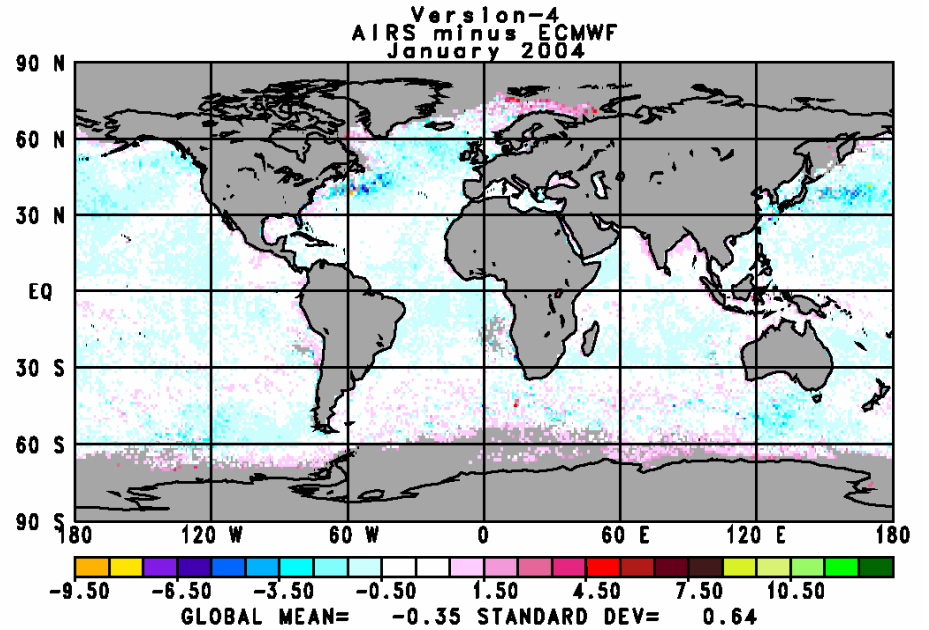 Version-4
AIRS minus ECMWF
January 2004
90 N
60 N
30 N
EQ
30 S
60 S
90 S
180 120 W 60 W 0 60 E 120 E 180
-9.50 -6.50 -3.50 -0.50 1.50 4.50 7.50 10.50
GLOBAL MEAN= -0.35 STANDARD DEV= 0.64